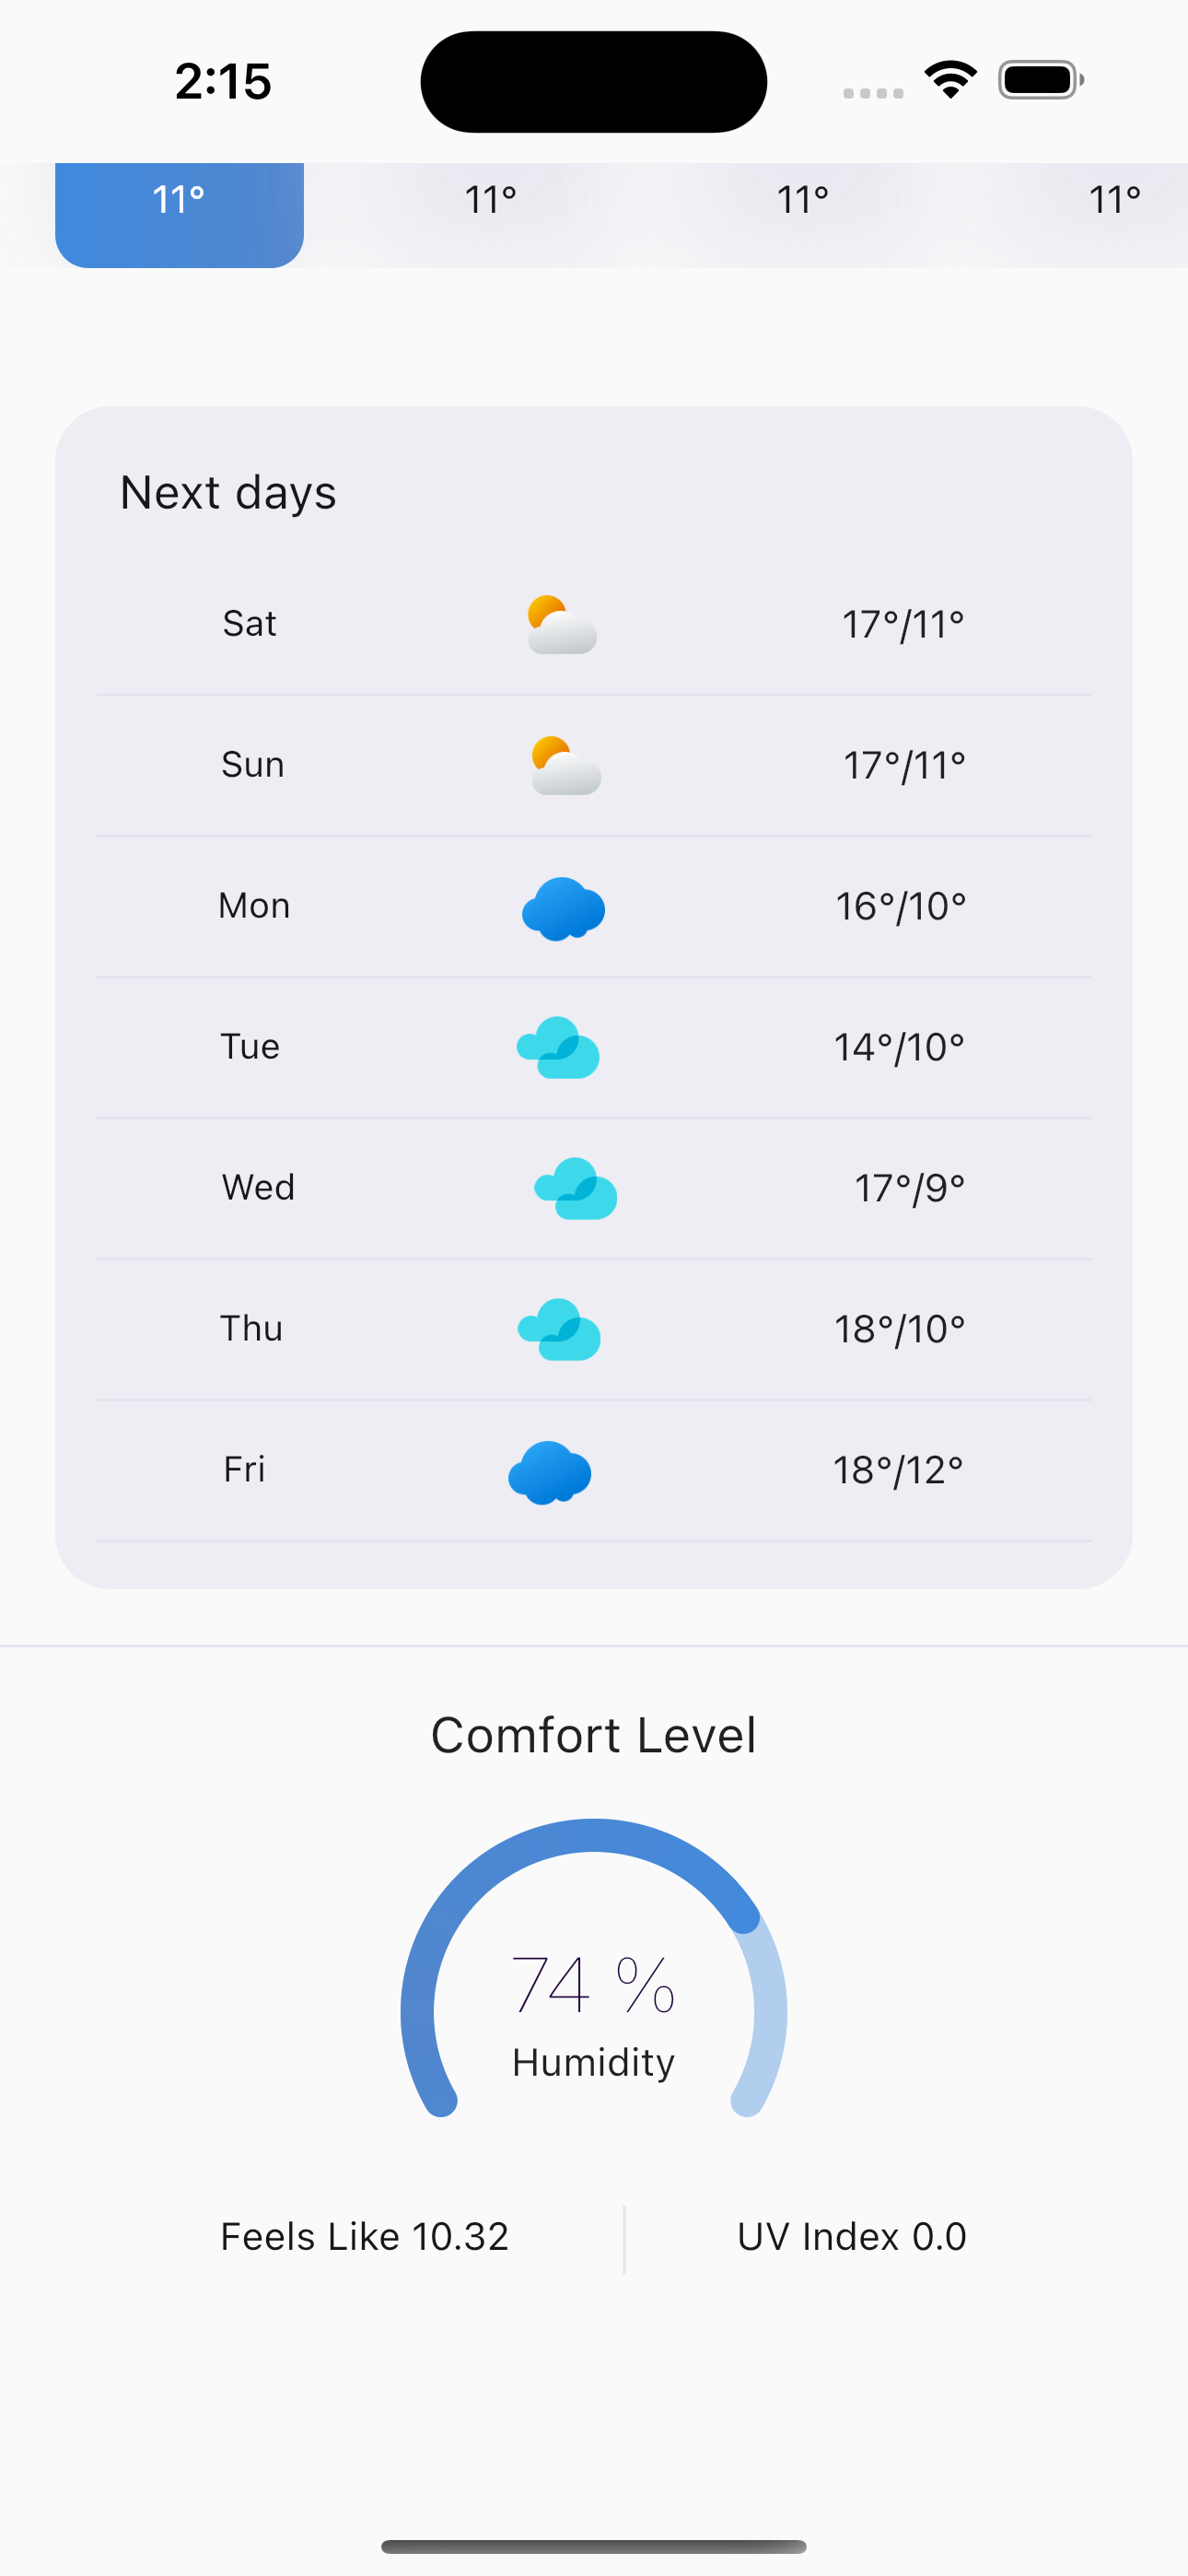 2:15
11° 11° 11° 11°
Next days
Sat 17°/11°
Sun 17°/11°
Mon 16°/10°
Tue 14°/10°
Wed 17°/9°
Thu 18°/10°
Fri 18°/12°
Comfort Level
74 %
Humidity
Feels Like 10.32 UV Index 0.0